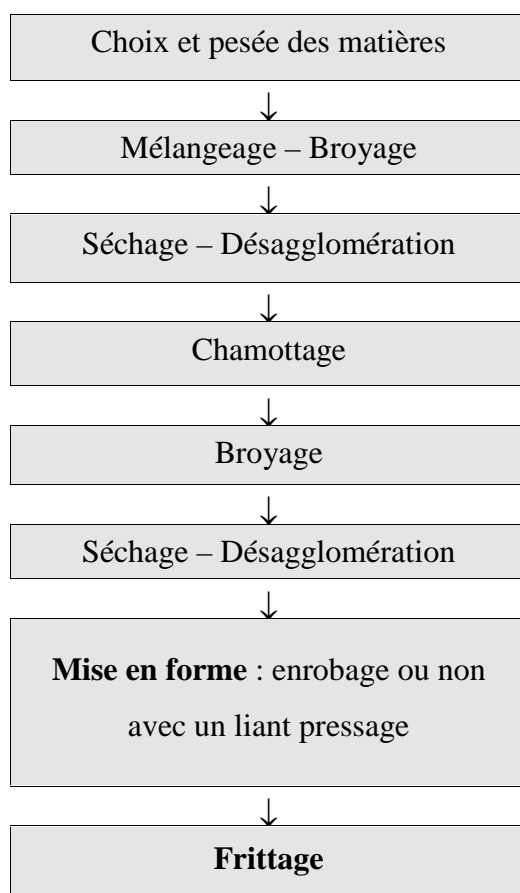 Choix et pesée des matières
↓
Mélangeage – Broyage
↓
Séchage – Désagglomération
↓
Chamottage
↓
Broyage
↓
Séchage – Désagglomération
↓
Mise en forme : enrobage ou non
avec un liant pressage
↓
Frittage